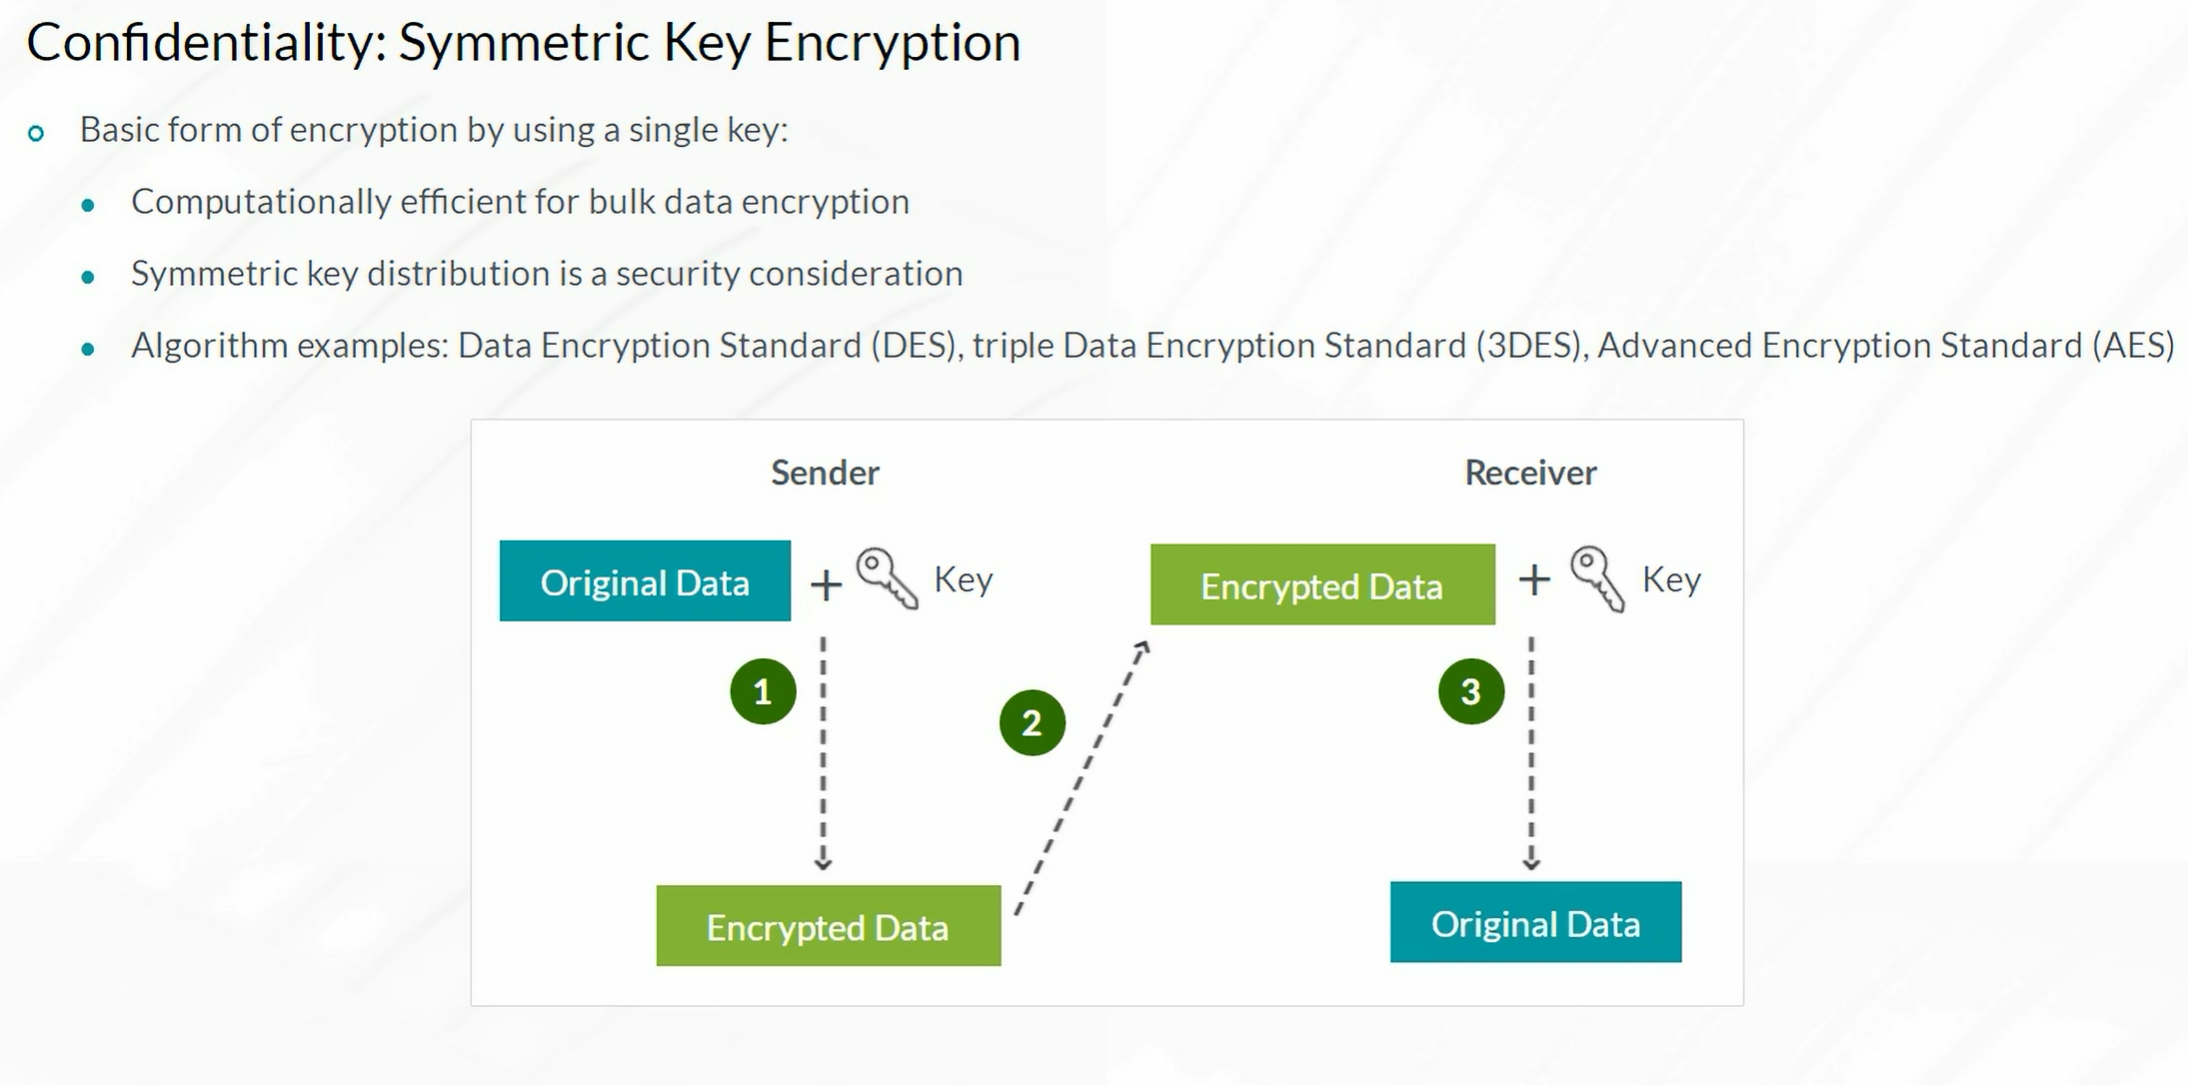 Confidentiality: Symmetric Key Encryption
Basic form of encryption by using a single key:
Computationally efficient for bulk data encryption
Symmetric key distribution is a security consideration
Algorithm examples: Data Encryption Standard (DES), triple Data Encryption Standard (3DES), Advanced Encryption Standard (AES)
Sender
Receiver
Original Data + Key
Encrypted Data + Key
1
2
3
Encrypted Data
Original Data